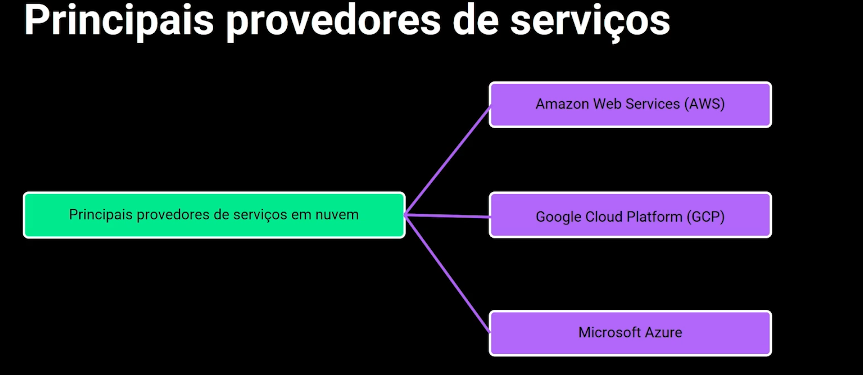 Principais provedores de serviços
Amazon Web Services (AWS)
Principais provedores de serviços em nuvem
Google Cloud Platform (GCP)
Microsoft Azure